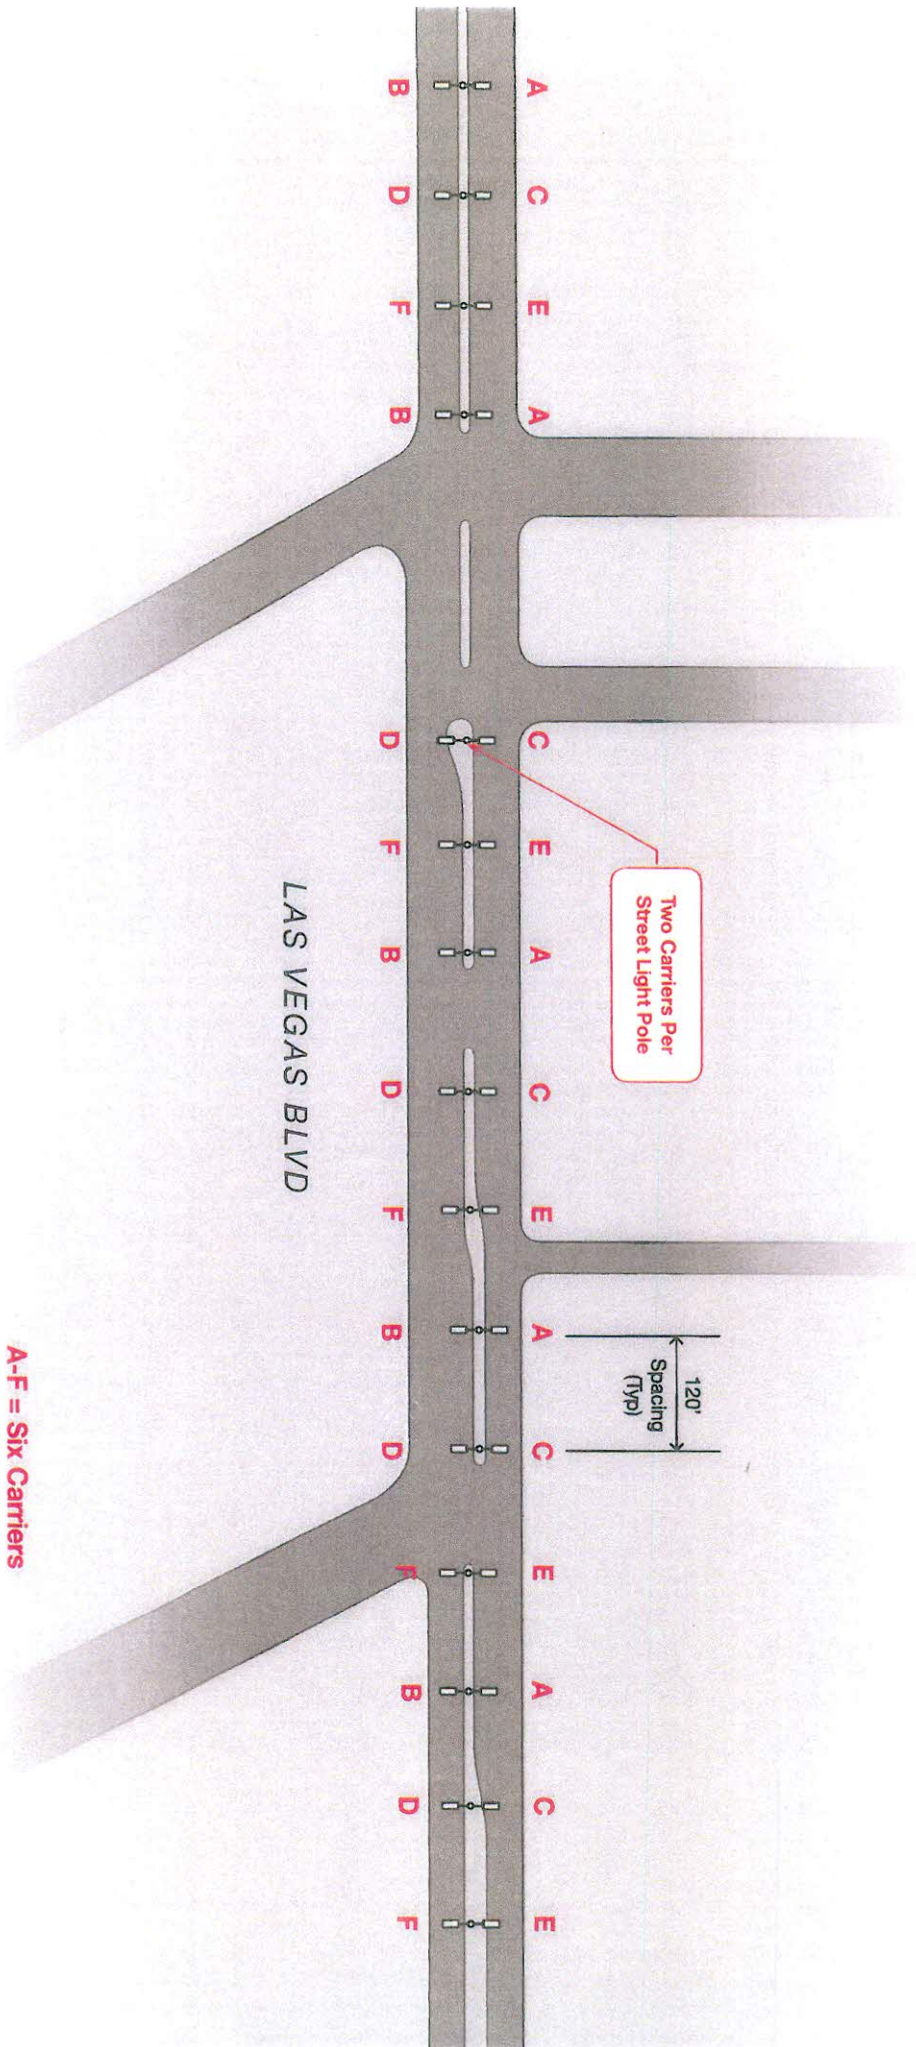 Two Carriers Per
Street Light Pole
120'
Spacing
(Typ)
A C E A C E A C E A C E A C E
B D F B D F B D F B D F B D F
LAS VEGAS BLVD
A-F = Six Carriers